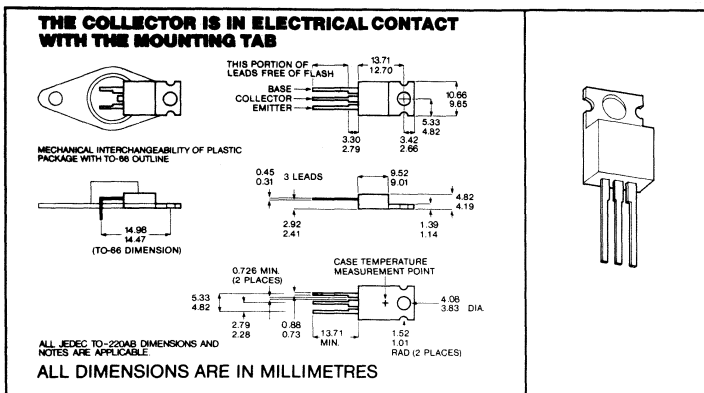 THE COLLECTOR IS IN ELECTRICAL CONTACT
WITH THE MOUNTING TAB
THIS PORTION OF
LEADS FREE OF FLASH
13.71
12.70
BASE
COLLECTOR
EMITTER
10.66
9.65
5.33
4.82
3.30
2.79
3.42
2.66
MECHANICAL INTERCHANGEABILITY OF PLASTIC
PACKAGE WITH TO-66 OUTLINE
0.45
0.31
3 LEADS
9.52
9.01
4.82
4.19
14.98
14.47
(TO-66 DIMENSION)
2.92
2.41
1.39
1.14
0.726 MIN.
(2 PLACES)
CASE TEMPERATURE
MEASUREMENT POINT
5.33
4.82
4.08
3.83 DIA.
2.79
2.28
0.88
0.73
13.71
MIN.
1.52
1.01
RAD (2 PLACES)
ALL JEDEC TO-220AB DIMENSIONS AND
NOTES ARE APPLICABLE.
ALL DIMENSIONS ARE IN MILLIMETRES